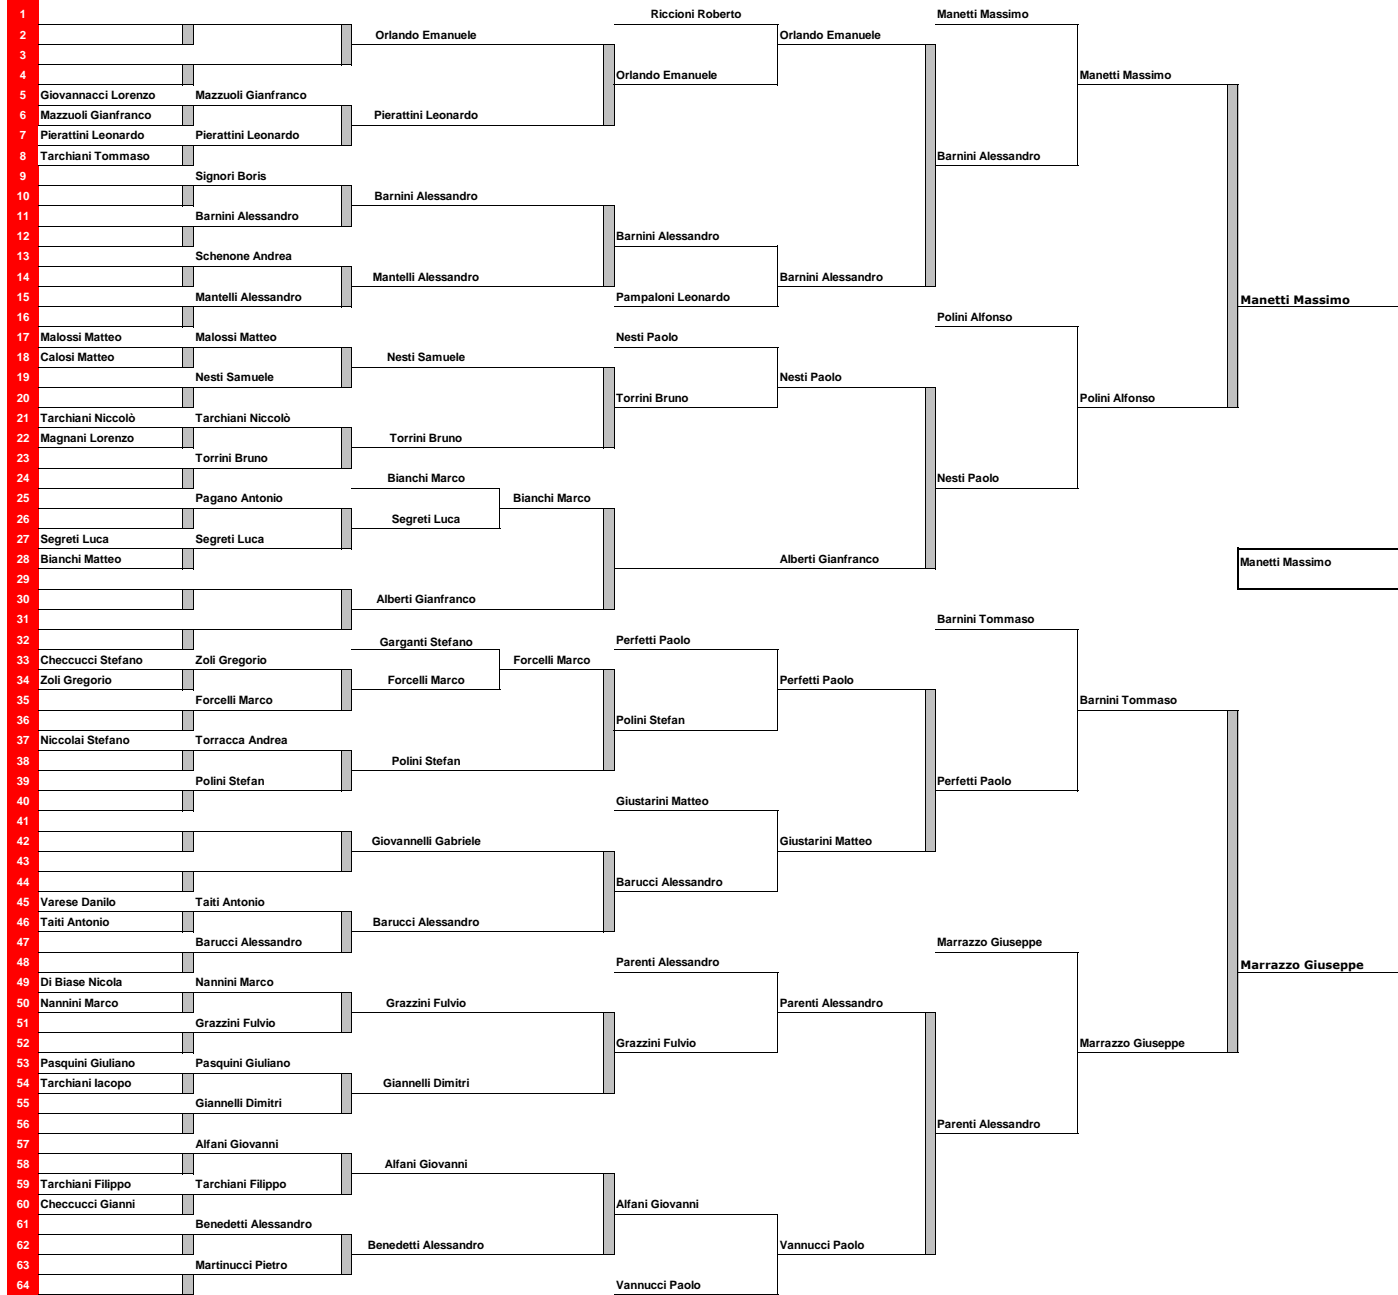 1 Riccioni Roberto Manetti Massimo
2 Orlando Emanuele Orlando Emanuele
3
4 Orlando Emanuele Manetti Massimo
5 Giovannacci Lorenzo Mazzuoli Gianfranco
6 Mazzuoli Gianfranco Pierattini Leonardo
7 Pierattini Leonardo Pierattini Leonardo
8 Tarchiani Tommaso Barnini Alessandro
9 Signori Boris
10 Barnini Alessandro
11 Barnini Alessandro
12 Barnini Alessandro
13 Schenone Andrea
14 Mantelli Alessandro Barnini Alessandro
15 Mantelli Alessandro Pampaloni Leonardo Manetti Massimo
16 Polini Alfonso
17 Malossi Matteo Malossi Matteo Nesti Paolo
18 Calosi Matteo Nesti Samuele
19 Nesti Samuele Nesti Paolo
20 Torrini Bruno Polini Alfonso
21 Tarchiani Niccolò Tarchiani Niccolò
22 Magnani Lorenzo Torrini Bruno
23 Torrini Bruno
24 Bianchi Marco Nesti Paolo
25 Pagano Antonio Bianchi Marco
26 Segreti Luca
27 Segreti Luca Segreti Luca
28 Bianchi Matteo Alberti Gianfranco Manetti Massimo
29
30 Alberti Gianfranco
31 Barnini Tommaso
32 Garganti Stefano Perfetti Paolo
33 Checcucci Stefano Zoli Gregorio Forcelli Marco
34 Zoli Gregorio Forcelli Marco Perfetti Paolo
35 Forcelli Marco Barnini Tommaso
36 Polini Stefan
37 Niccolai Stefano Torracca Andrea
38 Polini Stefan
39 Polini Stefan Perfetti Paolo
40 Giustarini Matteo
41
42 Giovannelli Gabriele Giustarini Matteo
43
44 Barucci Alessandro
45 Varese Danilo Taiti Antonio
46 Taiti Antonio Barucci Alessandro
47 Barucci Alessandro Marrazzo Giuseppe
48 Parenti Alessandro Marrazzo Giuseppe
49 Di Biase Nicola Nannini Marco
50 Nannini Marco Grazzini Fulvio Parenti Alessandro
51 Grazzini Fulvio
52 Grazzini Fulvio Marrazzo Giuseppe
53 Pasquini Giuliano Pasquini Giuliano
54 Tarchiani Iacopo Giannelli Dimitri
55 Giannelli Dimitri
56 Parenti Alessandro
57 Alfani Giovanni
58 Alfani Giovanni
59 Tarchiani Filippo Tarchiani Filippo
60 Checcucci Gianni Alfani Giovanni
61 Benedetti Alessandro
62 Benedetti Alessandro Vannucci Paolo
63 Martinucci Pietro
64 Vannucci Paolo